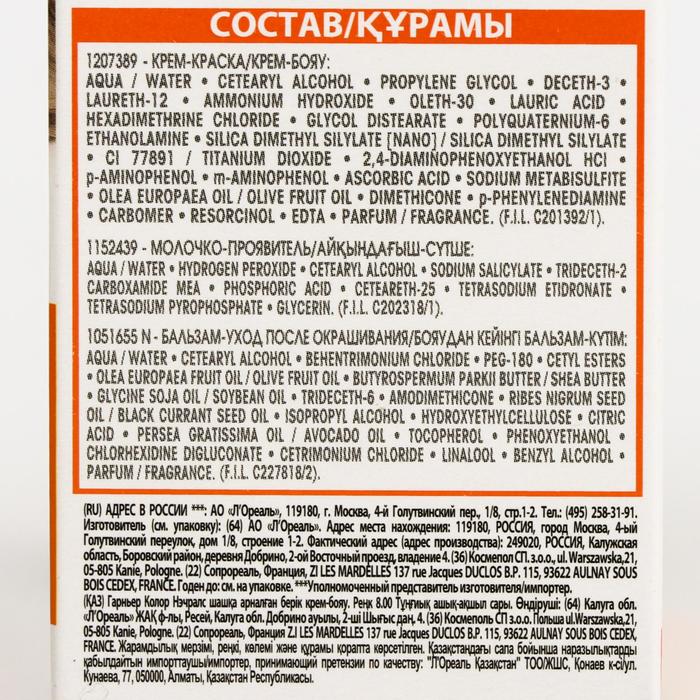 СОСТАВ/ҚҰРАМЫ
1207389 - КРЕМ-КРАСКА/КРЕМ-БОЯУ:
AQUA / WATER • CETEARYL ALCOHOL • PROPYLENE GLYCOL • DECETH-3 •
LAURETH-12 • AMMONIUM HYDROXIDE • OLETH-30 • LAURIC ACID •
HEXADIMETHRINE CHLORIDE • GLYCOL DISTEARATE • POLYQUATERNIUM-6 •
ETHANOLAMINE • SILICA DIMETHYL SILYLATE [NANO] / SILICA DIMETHYL SILYLATE
• CI 77891 / TITANIUM DIOXIDE • 2,4-DIAMINOPHENOXYETHANOL HCl •
p-AMINOPHENOL • m-AMINOPHENOL • ASCORBIC ACID • SODIUM METABISULFITE
• OLEA EUROPAEA OIL / OLIVE FRUIT OIL • DIMETHICONE • p-PHENYLENEDIAMINE
• CARBOMER • RESORCINOL • EDTA • PARFUM / FRAGRANCE. (F.I.L. C201392/1).
1152439 - МОЛОЧКО-ПРОЯВИТЕЛЬ/АЙҚЫНДАҒЫШ-СҮТШЕ:
AQUA / WATER • HYDROGEN PEROXIDE • CETEARYL ALCOHOL • SODIUM SALICYLATE • TRIDECETH-2
CARBOXAMIDE MEA • PHOSPHORIC ACID • CETEARETH-25 • TETRASODIUM ETIDRONATE •
TETRASODIUM PYROPHOSPHATE • GLYCERIN. (F.I.L. C202318/1).
1051655 N - БАЛЬЗАМ-УХОД ПОСЛЕ ОКРАШИВАНИЯ/БОЯУДАН КЕЙІНГІ БАЛЬЗАМ-КҮТІМ:
AQUA / WATER • CETEARYL ALCOHOL • BEHENTRIMONIUM CHLORIDE • PEG-180 • CETYL ESTERS
• OLEA EUROPAEA FRUIT OIL / OLIVE FRUIT OIL • BUTYROSPERMUM PARKII BUTTER / SHEA BUTTER
• GLYCINE SOJA OIL / SOYBEAN OIL • TRIDECETH-6 • AMODIMETHICONE • RIBES NIGRUM SEED
OIL / BLACK CURRANT SEED OIL • ISOPROPYL ALCOHOL • HYDROXYETHYLCELLULOSE • CITRIC
ACID • PERSEA GRATISSIMA OIL / AVOCADO OIL • TOCOPHEROL • PHENOXYETHANOL •
CHLORHEXIDINE DIGLUCONATE • CETRIMONIUM CHLORIDE • LINALOOL • BENZYL ALCOHOL •
PARFUM / FRAGRANCE. (F.I.L. C227818/2).
(RU) АДРЕС В РОССИИ ***: АО «Л'Ореаль», 119180, г. Москва, 4-й Голутвинский пер., 1/8, стр.1-2. Тел.: (495) 258-31-91.
Изготовитель (см. упаковку): (64) АО «Л'Ореаль». Адрес места нахождения: 119180, РОССИЯ, город Москва, 4-ый
Голутвинский переулок, дом 1/8, строение 1-2. Фактический адрес (адрес производства): 249020, РОССИЯ, Калужская
область, Боровский район, деревня Добрино, 2-ой Восточный проезд, владение 4. (36) Космепол СП з.о.о., ul. Warszawska,21,
05-805 Kanie, Pologne. (22) Сопрореаль, Франция, ZI LES MARDELLES 137 rue Jacques DUCLOS B.P. 115, 93622 AULNAY SOUS
BOIS CEDEX, FRANCE. Годен до: см. на упаковке. ***Уполномоченный представитель изготовителя/импортер.
(ҚАЗ) Гарньер Колор Нэчралс шашқа арналған берік крем-бояу. Реңк 8.00 Тұңғиық ашық-ақшыл сары. Өндіруші: (64) Калуга обл.
«Л'Ореаль» ЖАҚ ф-лы, Ресей, Калуга обл. Добрино ауылы, 2-ші Шығыс даң. 4. (36) Космепол СП з.о.о. Польша ul.Warszawska,21,
05-805 Kanie, Pologne. (22) Сопрореаль, Франция ZI LES MARDELLES 137 rue Jacques DUCLOS B.P. 115, 93622 AULNAY SOUS BOIS CEDEX,
FRANCE. Жарамдылық мерзімі, реңкі, көлемі және құрамы қорапта көрсетілген. Қазақстандағы сапа бойынша наразылықтарды
қабылдайтын импорттаушы/импортер, принимающий претензии по качеству: "Л'Ореаль Қазақстан" ТОО/ЖШС, Қонаев к-сі/ул.
Кунаева, 77, 050000, Алматы, Қазақстан Республикасы.